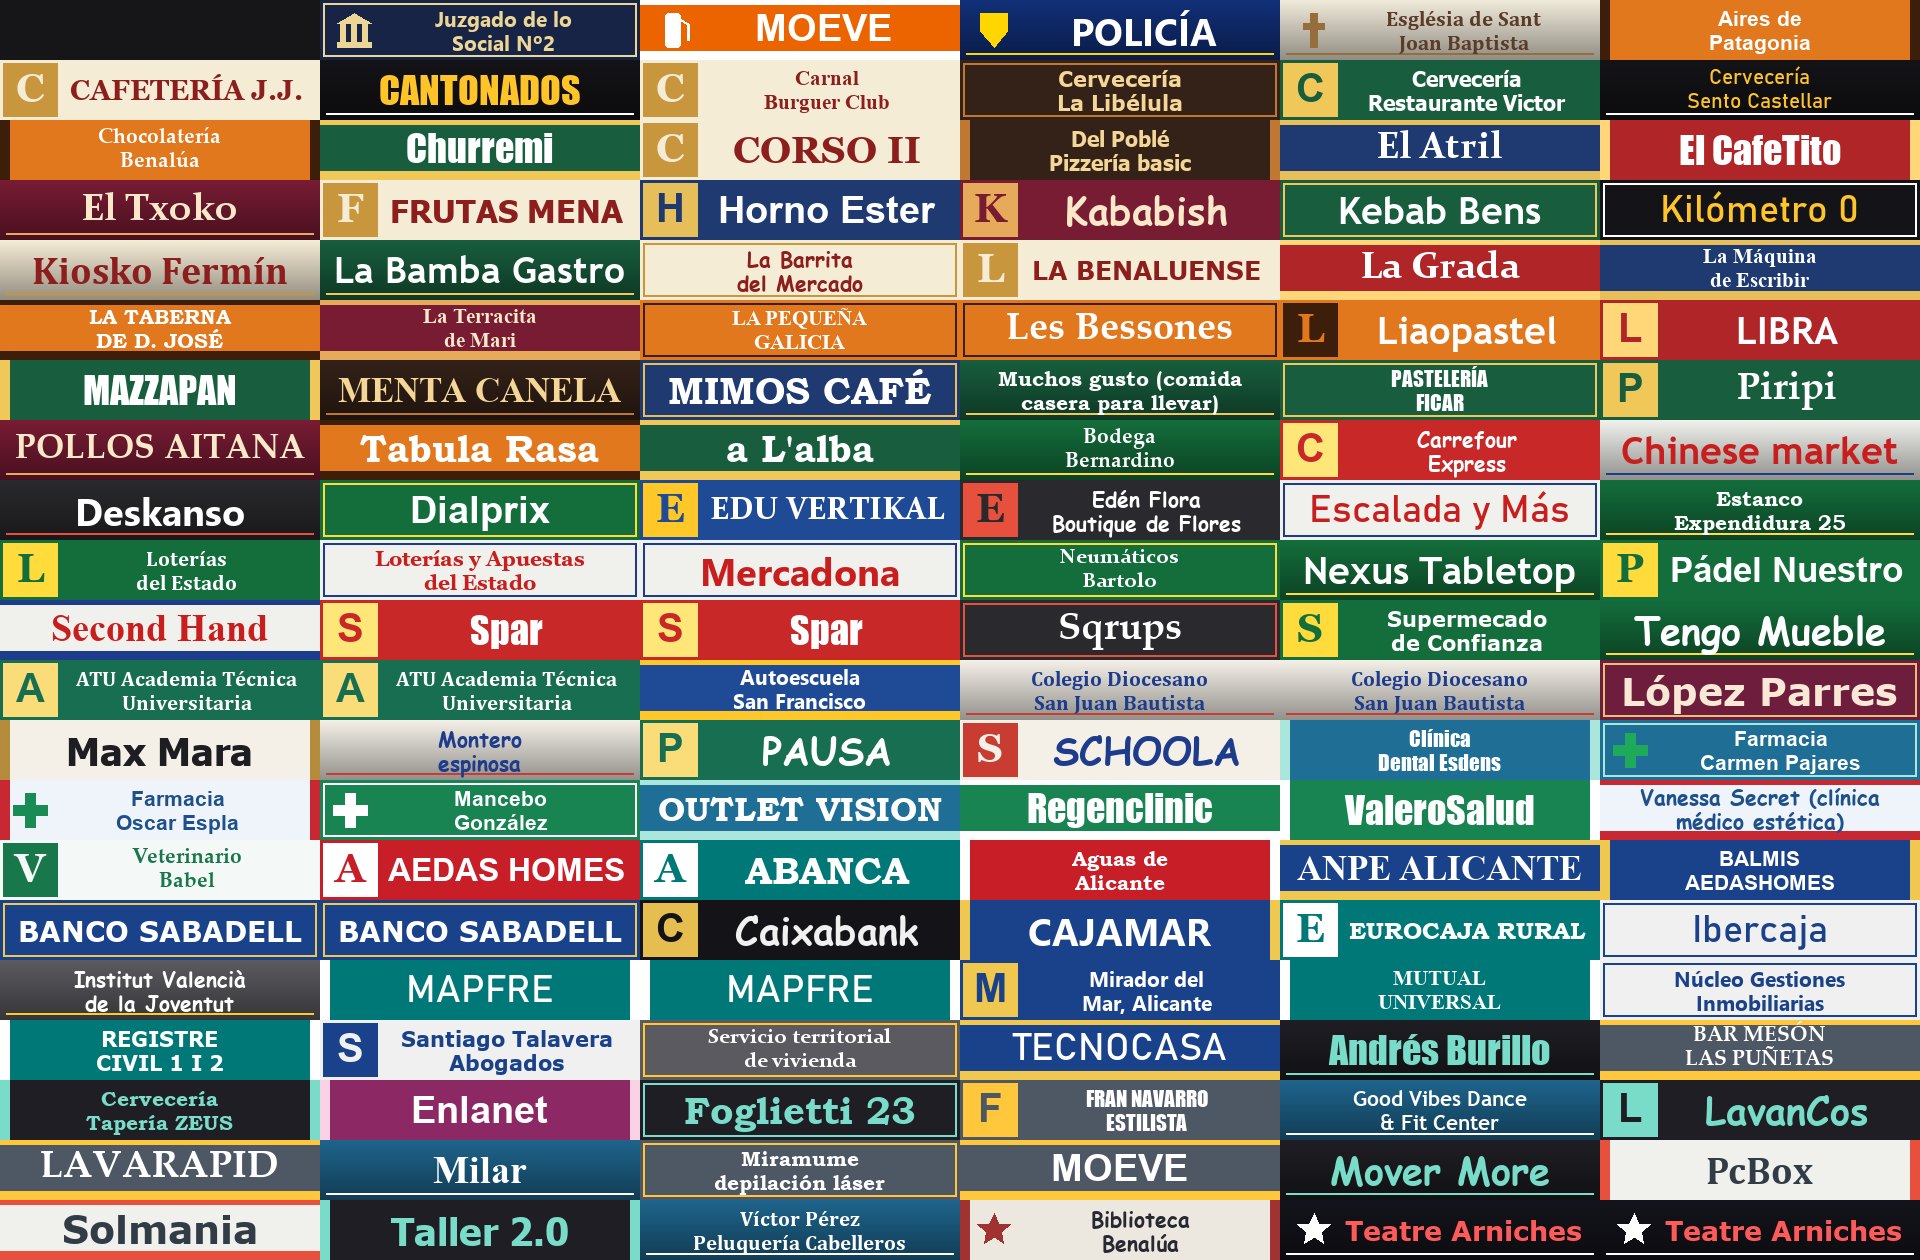 Juzgado de lo
Social Nº2
MOEVE
POLICÍA
Església de Sant
Joan Baptista
Aires de
Patagonia
C CAFETERÍA J.J.
CANTONADOS
C Carnal
Burguer Club
Cervecería
La Libélula
C Cervecería
Restaurante Victor
Cervecería
Sento Castellar
Chocolatería
Benalúa
Churremi
C CORSO II
Del Poblé
Pizzería basic
El Atril
El CafeTito
El Txoko
F FRUTAS MENA
H Horno Ester
K Kababish
Kebab Bens
Kilómetro 0
Kiosko Fermín
La Bamba Gastro
La Barrita
del Mercado
L LA BENALUENSE
La Grada
La Máquina
de Escribir
LA TABERNA
DE D. JOSÉ
La Terracita
de Mari
LA PEQUEÑA
GALICIA
Les Bessones
L Liaopastel
L LIBRA
MAZZAPAN
MENTA CANELA
MIMOS CAFÉ
Muchos gusto (comida
casera para llevar)
PASTELERÍA
FICAR
P Piripi
POLLOS AITANA
Tabula Rasa
a L'alba
Bodega
Bernardino
C Carrefour
Express
Chinese market
Deskanso
Dialprix
E EDU VERTIKAL
E Edén Flora
Boutique de Flores
Escalada y Más
Estanco
Expendidura 25
L Loterías
del Estado
Loterías y Apuestas
del Estado
Mercadona
Neumáticos
Bartolo
Nexus Tabletop
P Pádel Nuestro
Second Hand
S Spar
S Spar
Sqrups
S Supermecado
de Confianza
Tengo Mueble
A ATU Academia Técnica
Universitaria
A ATU Academia Técnica
Universitaria
Autoescuela
San Francisco
Colegio Diocesano
San Juan Bautista
Colegio Diocesano
San Juan Bautista
López Parres
Max Mara
Montero
espinosa
P PAUSA
S SCHOOLA
Clínica
Dental Esdens
Farmacia
Carmen Pajares
Farmacia
Oscar Espla
Mancebo
González
OUTLET VISION
Regenclinic
ValeroSalud
Vanessa Secret (clínica
médico estética)
V Veterinario
Babel
A AEDAS HOMES
A ABANCA
Aguas de
Alicante
ANPE ALICANTE
BALMIS
AEDASHOMES
BANCO SABADELL
BANCO SABADELL
C Caixabank
CAJAMAR
E EUROCAJA RURAL
Ibercaja
Institut Valencià
de la Joventut
MAPFRE
MAPFRE
M Mirador del
Mar, Alicante
MUTUAL
UNIVERSAL
Núcleo Gestiones
Inmobiliarias
REGISTRE
CIVIL 1 I 2
S Santiago Talavera
Abogados
Servicio territorial
de vivienda
TECNOCASA
Andrés Burillo
BAR MESÓN
LAS PUÑETAS
Cervecería
Tapería ZEUS
Enlanet
Foglietti 23
F FRAN NAVARRO
ESTILISTA
Good Vibes Dance
& Fit Center
L LavanCos
LAVARAPID
Milar
Miramume
depilación láser
MOEVE
Mover More
PcBox
Solmania
Taller 2.0
Víctor Pérez
Peluquería Cabelleros
Biblioteca
Benalúa
Teatre Arniches
Teatre Arniches